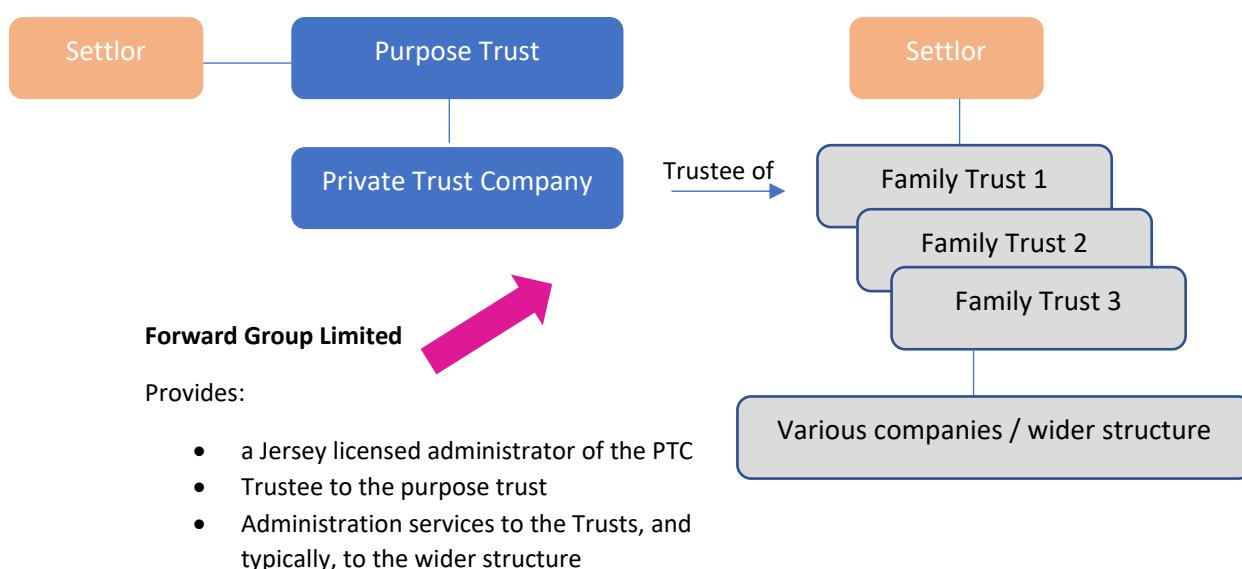 Settlor
Purpose Trust
Settlor
Private Trust Company
Trustee of
Family Trust 1
Family Trust 2
Family Trust 3
Various companies / wider structure
Forward Group Limited
Provides:
• a Jersey licensed administrator of the PTC
• Trustee to the purpose trust
• Administration services to the Trusts, and
typically, to the wider structure